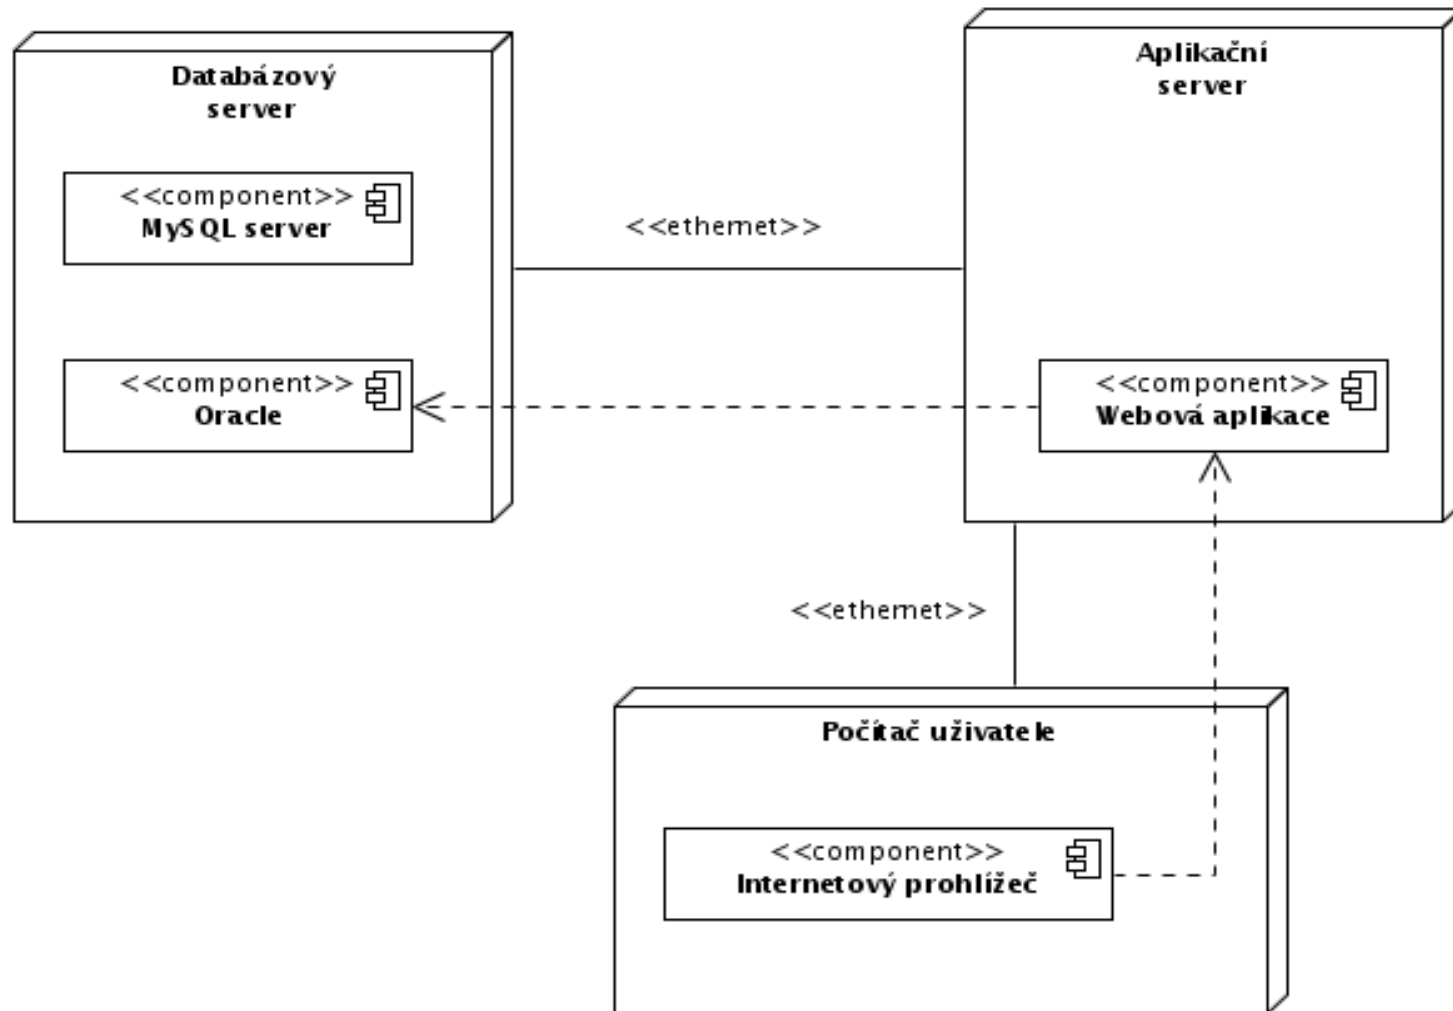 Databázový
server
<<component>>
MySQL server
<<component>>
Oracle
<<ethernet>>
Aplikační
server
<<component>>
Webová aplikace
<<ethernet>>
Počítač uživatele
<<component>>
Internetový prohlížeč